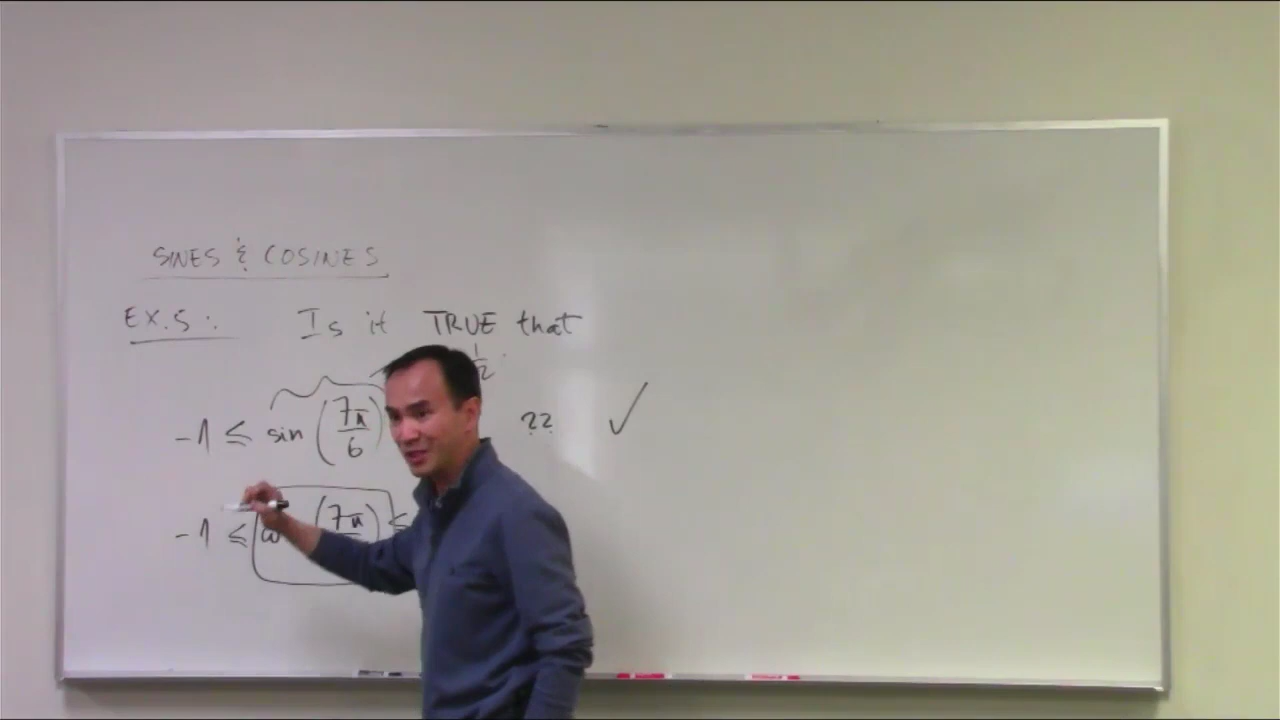 SINES & COSINES
EX.5: Is it TRUE that
1/2
-1 ≤ sin (7π/6) ??  ✓
-1 ≤ (7π ) ≤